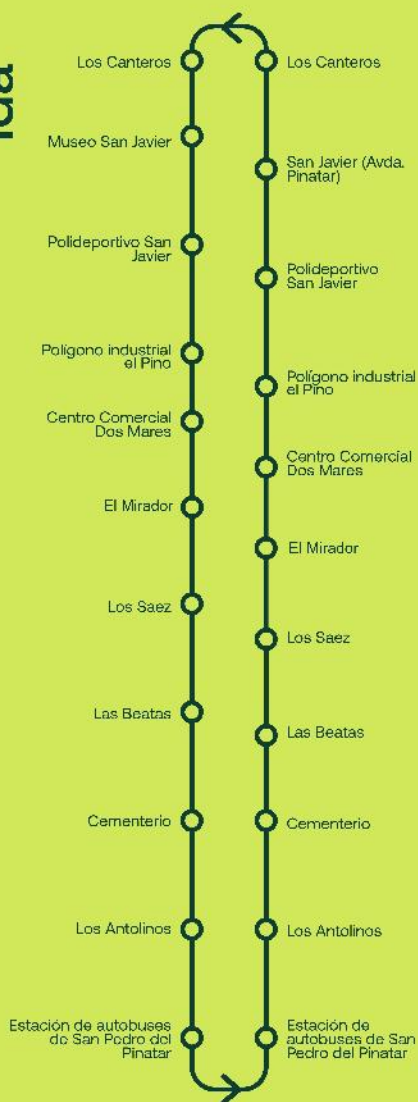 Ida
Los Canteros
Museo San Javier
Polideportivo San
Javier
Polígono industrial
el Pino
Centro Comercial
Dos Mares
El Mirador
Los Saez
Las Beatas
Cementerio
Los Antolinos
Estación de autobuses
de San Pedro del
Pinatar
Los Canteros
San Javier (Avda.
Pinatar)
Polideportivo
San Javier
Polígono industrial
el Pino
Centro Comercial
Dos Mares
El Mirador
Los Saez
Las Beatas
Cementerio
Los Antolinos
Estación de
autobuses de San
Pedro del Pinatar